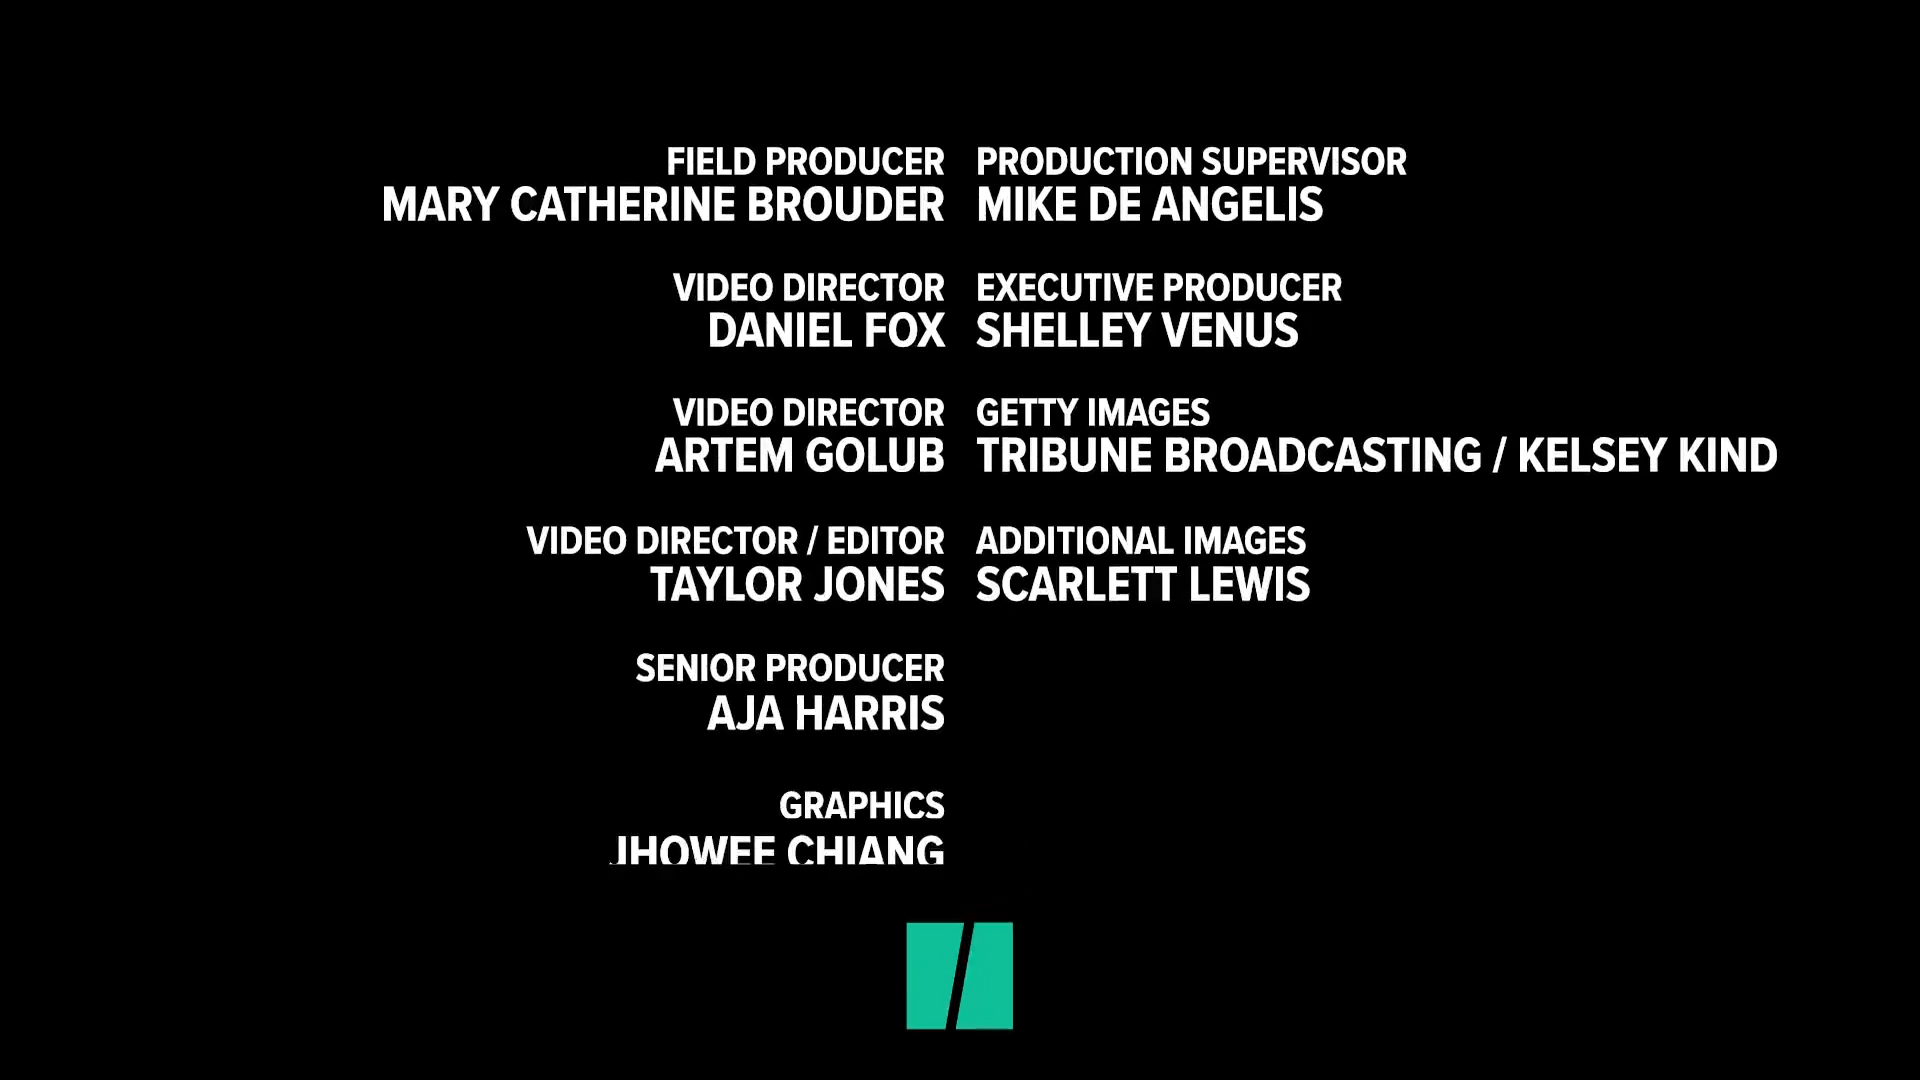 FIELD PRODUCER
MARY CATHERINE BROUDER
VIDEO DIRECTOR
DANIEL FOX
VIDEO DIRECTOR
ARTEM GOLUB
VIDEO DIRECTOR / EDITOR
TAYLOR JONES
SENIOR PRODUCER
AJA HARRIS
GRAPHICS
JHOWEE CHIANG
PRODUCTION SUPERVISOR
MIKE DE ANGELIS
EXECUTIVE PRODUCER
SHELLEY VENUS
GETTY IMAGES
TRIBUNE BROADCASTING / KELSEY KIND
ADDITIONAL IMAGES
SCARLETT LEWIS